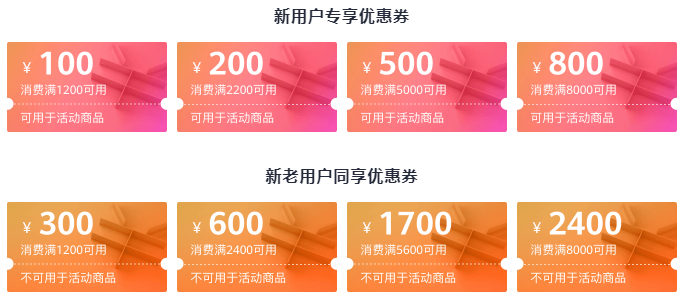 新用户专享优惠券
¥ 100
消费满1200可用
可用于活动商品
¥ 200
消费满2200可用
可用于活动商品
¥ 500
消费满5000可用
可用于活动商品
¥ 800
消费满8000可用
可用于活动商品
新老用户同享优惠券
¥ 300
消费满1200可用
不可用于活动商品
¥ 600
消费满2400可用
不可用于活动商品
¥ 1700
消费满5600可用
不可用于活动商品
¥ 2400
消费满8000可用
不可用于活动商品